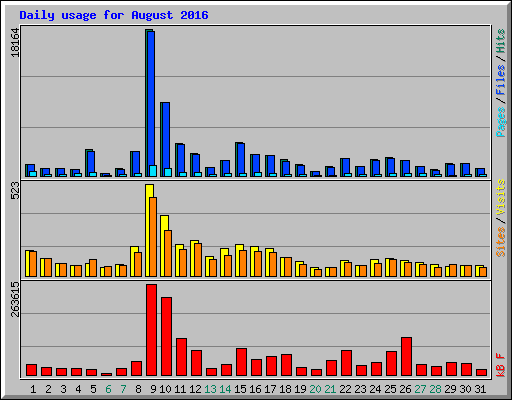 Daily usage for August 2016
18164
Pages / Files / Hits
523
Sites / Visits
263615
kB F
1 2 3 4 5 6 7 8 9 10 11 12 13 14 15 16 17 18 19 20 21 22 23 24 25 26 27 28 29 30 31